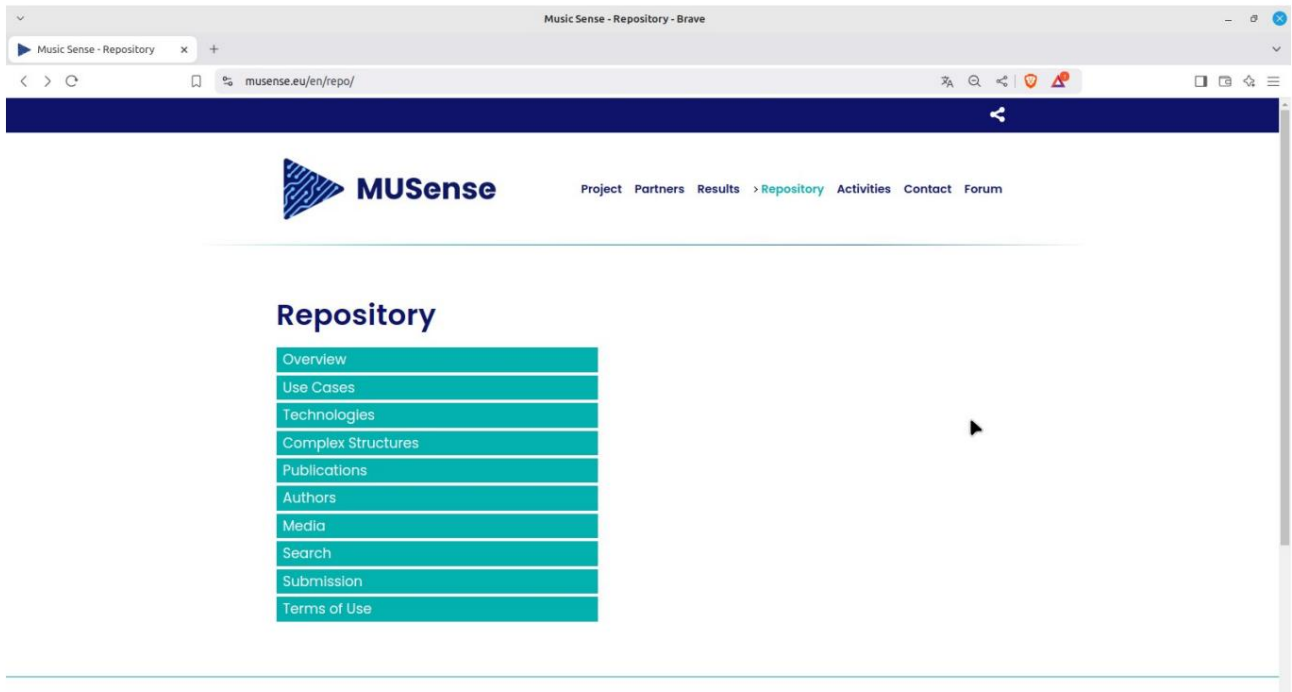 Music Sense - Repository - Brave
Music Sense - Repository
musense.eu/en/repo/
MUSense
Project Partners Results > Repository Activities Contact Forum
Repository
Overview
Use Cases
Technologies
Complex Structures
Publications
Authors
Media
Search
Submission
Terms of Use